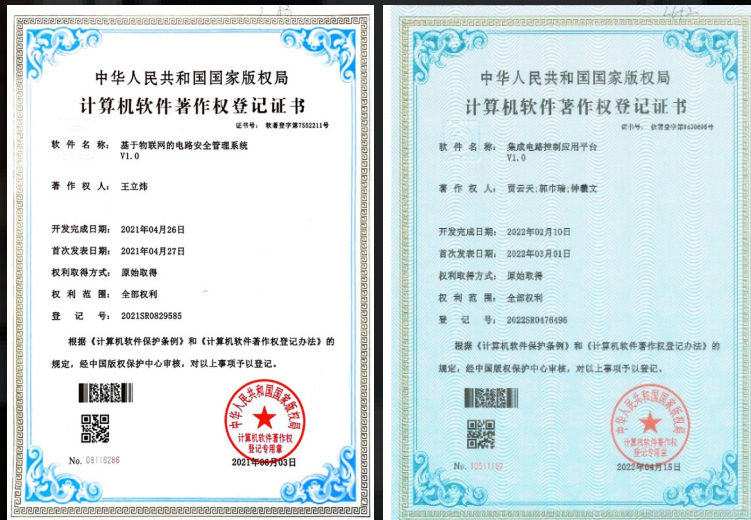 中华人民共和国国家版权局
计算机软件著作权登记证书
证书号: 软著登字第7552211号
软件名称: 基于物联网的电路安全管理系统
V1.0
著作权人: 王立炜
开发完成日期: 2021年04月26日
首次发表日期: 2021年04月27日
权利取得方式: 原始取得
权利范围: 全部权利
登记号: 2021SR0829585
根据《计算机软件保护条例》和《计算机软件著作权登记办法》的
规定,经中国版权保护中心审核,对以上事项予以登记。
中华人民共和国国家版权局
计算机软件著作权
登记专用章
No. 08116286
2021年06月03日
中华人民共和国国家版权局
计算机软件著作权登记证书
证书号:
软件名称: 集成电路控制应用平台
V1.0
著作权人: 贾云天;郭巾瑞;钟羲文
开发完成日期: 2022年02月10日
首次发表日期: 2022年03月01日
权利取得方式: 原始取得
权利范围: 全部权利
登记号: 2022SR0476496
根据《计算机软件保护条例》和《计算机软件著作权登记办法》的
规定,经中国版权保护中心审核,对以上事项予以登记。
中华人民共和国国家版权局
计算机软件著作权
登记专用章
No.
2022年04月15日